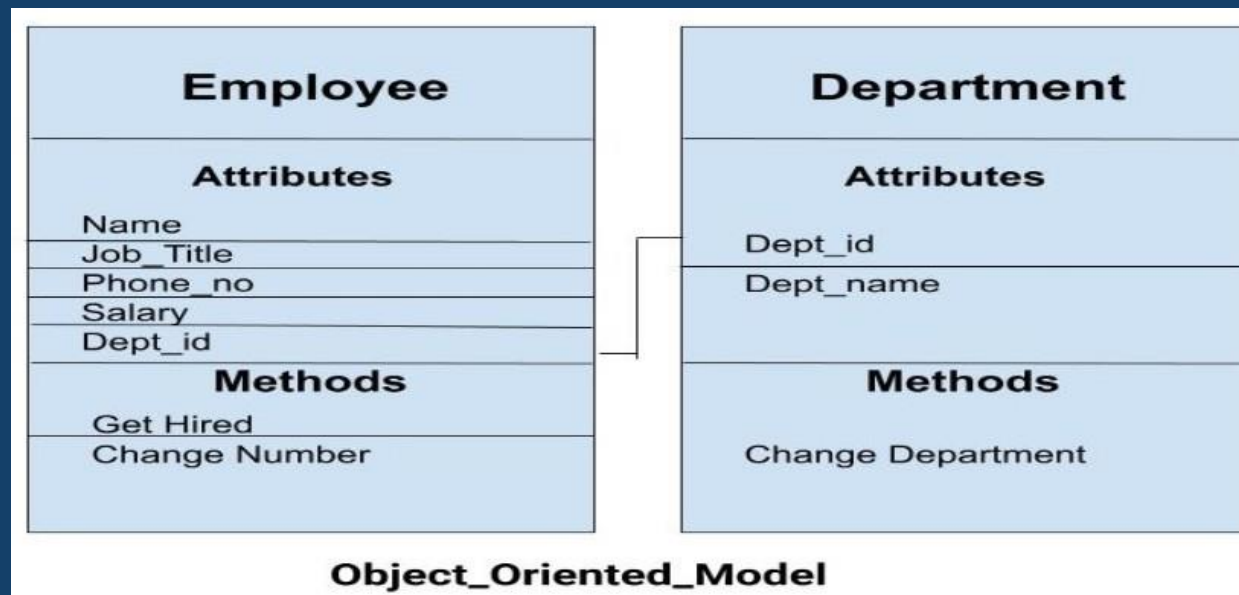 Employee
Attributes
Name
Job_Title
Phone_no
Salary
Dept_id
Methods
Get Hired
Change Number
Department
Attributes
Dept_id
Dept_name
Methods
Change Department
Object_Oriented_Model